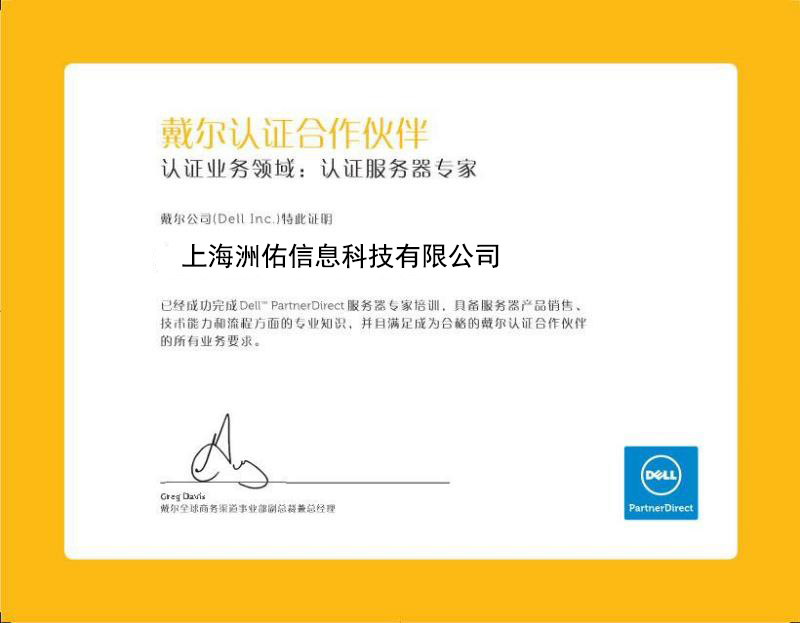 戴尔认证合作伙伴
认证业务领域：认证服务器专家
戴尔公司(Dell Inc.)特此证明
上海洲佑信息科技有限公司
已经成功完成Dell™ PartnerDirect 服务器专家培训，具备服务器产品销售、
技术能力和流程方面的专业知识，并且满足成为合格的戴尔认证合作伙伴
的所有业务要求。
Greg Davis
戴尔全球商务渠道事业部副总裁兼总经理
DELL
PartnerDirect